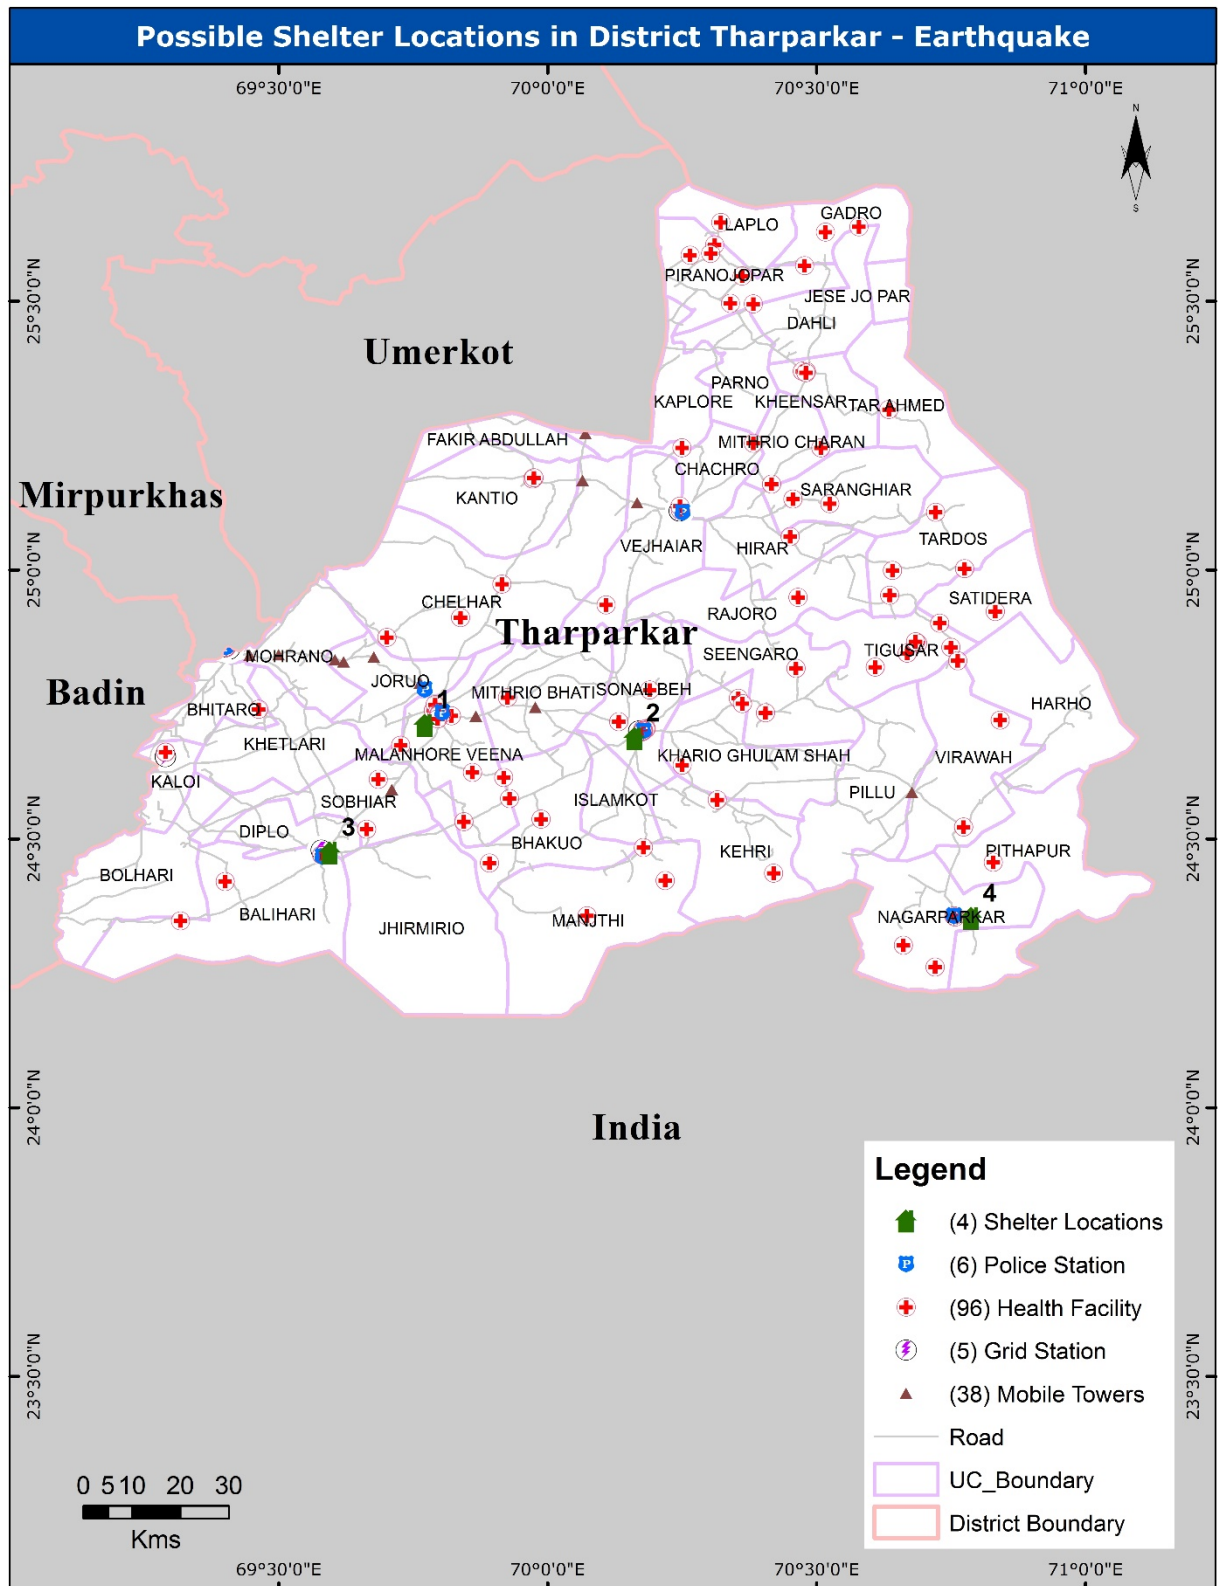 Possible Shelter Locations in District Tharparkar - Earthquake
69°30'0"E
70°0'0"E
70°30'0"E
71°0'0"E
N
S
GADRO
LAPLO
PIRANOJOPAR
JESE JO PAR
25°30'0"N
25°30'0"N
DAHLI
Umerkot
PARNO
KAPLORE
KHEENSAR
TAR AHMED
FAKIR ABDULLAH
MITHRIO CHARAN
CHACHRO
Mirpurkhas
KANTIO
SARANGHIAR
VEJHAIAR
HIRAR
TARDOS
25°0'0"N
25°0'0"N
CHELHAR
SATIDERA
RAJORO
Tharparkar
MOHRANO
SEENGARO
TIGUSAR
JORUO
Badin
MITHRIO BHATI
SONAL BEH
1
BHITARO
2
HARHO
KHETLARI
MALANHORE VEENA
KHARIO GHULAM SHAH
VIRAWAH
KALOI
SOBHIAR
ISLAMKOT
PILLU
DIPLO
3
24°30'0"N
24°30'0"N
BHAKUO
KEHRI
PITHAPUR
BOLHARI
4
BALIHARI
JHIRMIRIO
MANJTHI
NAGARPARKAR
24°0'0"N
24°0'0"N
India
Legend
(4) Shelter Locations
P
(6) Police Station
(96) Health Facility
(5) Grid Station
(38) Mobile Towers
Road
UC_Boundary
District Boundary
23°30'0"N
23°30'0"N
0 5 10 20 30
Kms
69°30'0"E
70°0'0"E
70°30'0"E
71°0'0"E